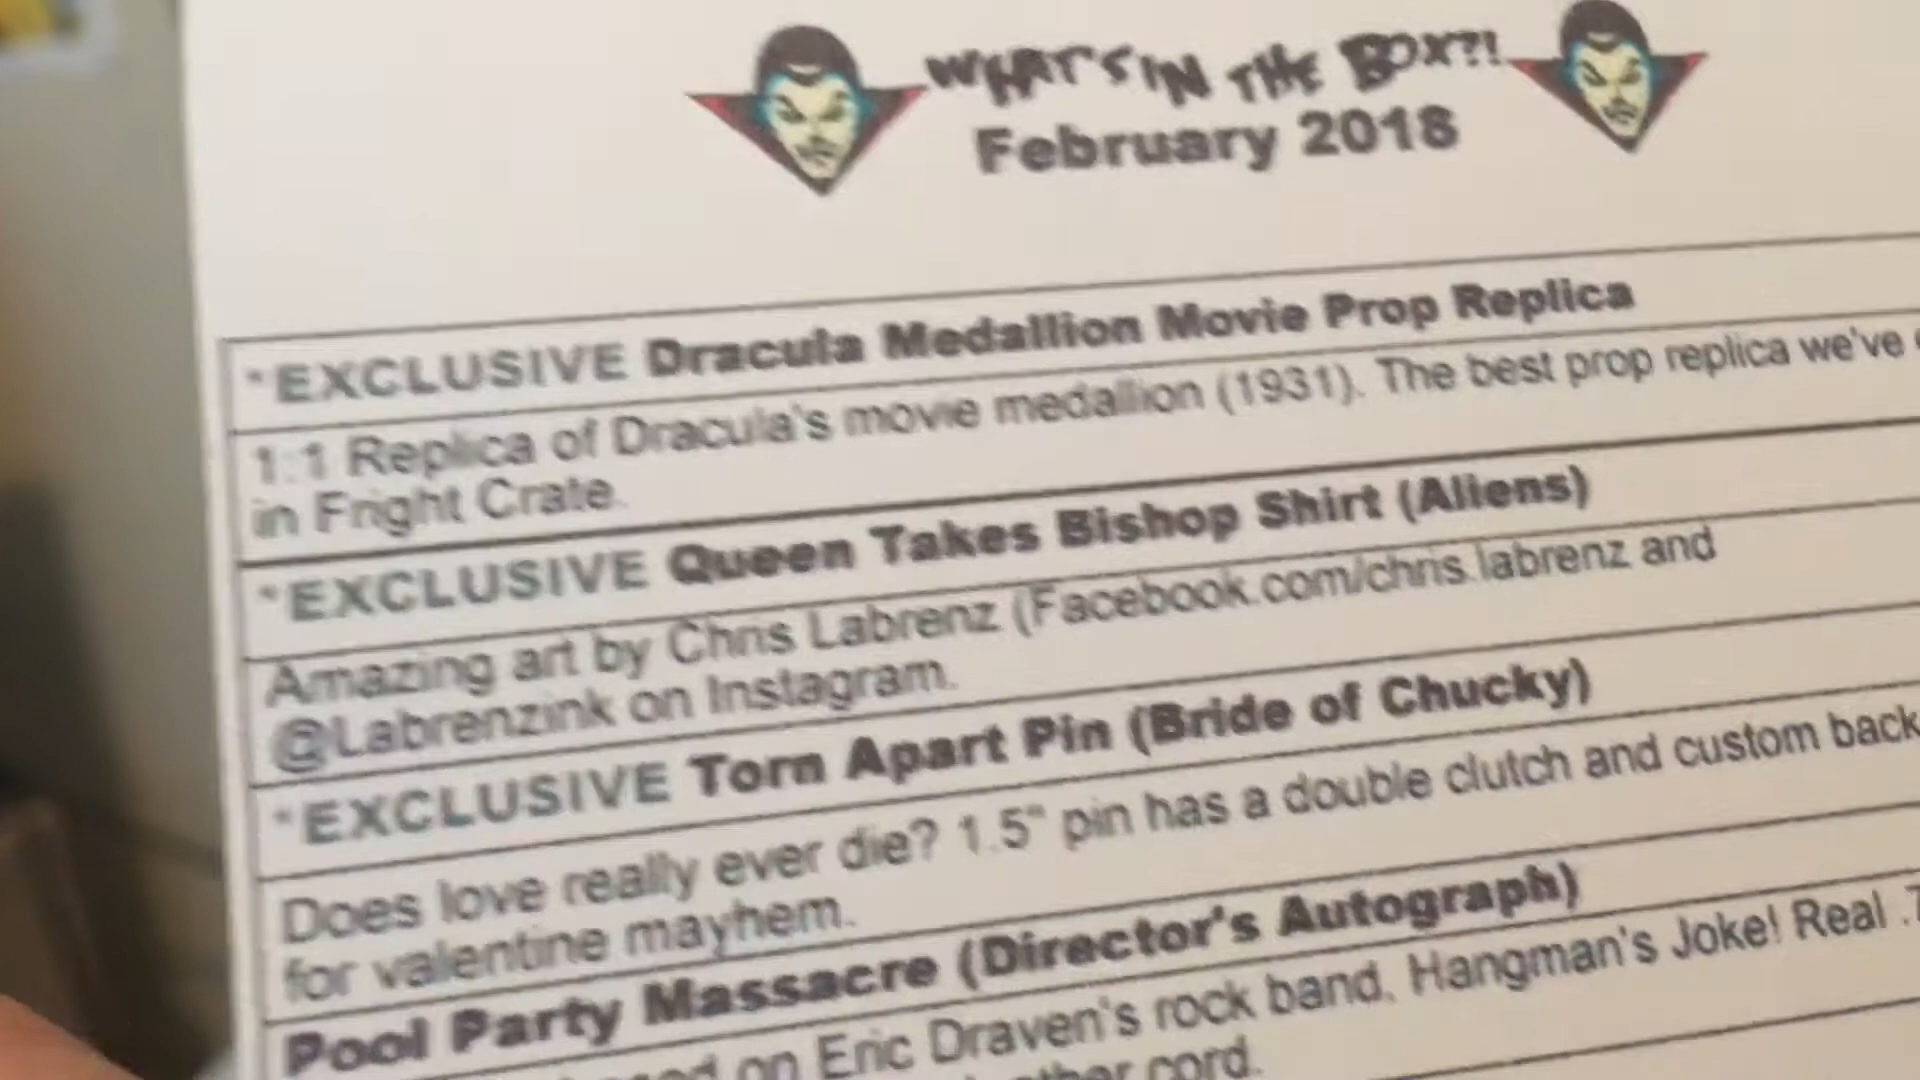 WHAT'S IN THE BOX?!
February 2018
*EXCLUSIVE Dracula Medallion Movie Prop Replica
1:1 Replica of Dracula's movie medallion (1931). The best prop replica we've
in Fright Crate.
*EXCLUSIVE Queen Takes Bishop Shirt (Aliens)
Amazing art by Chris Labrenz (Facebook.com/chris.labrenz and
@Labrenzink on Instagram.
*EXCLUSIVE Torn Apart Pin (Bride of Chucky)
Does love really ever die? 1.5" pin has a double clutch and custom back
for valentine mayhem.
Pool Party Massacre (Director's Autograph)
on Eric Draven's rock band, Hangman's Joke! Real
cord.